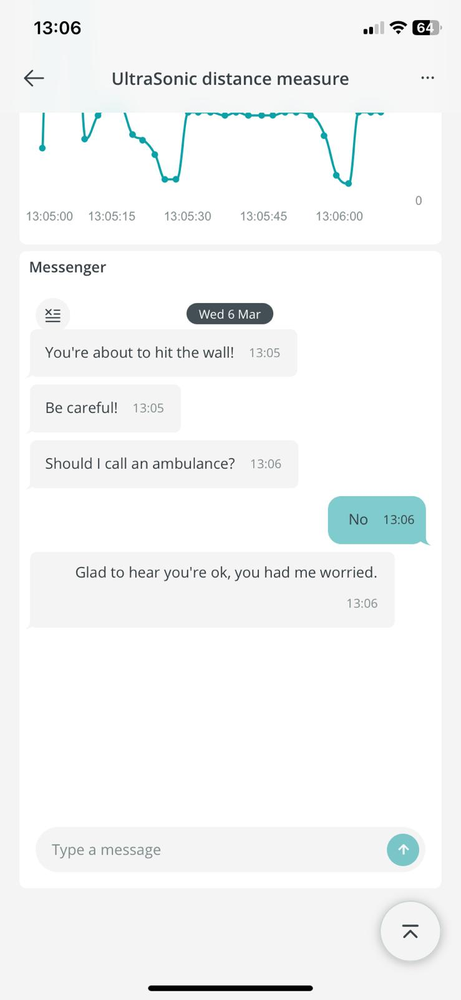 13:06
64
UltraSonic distance measure
0
13:05:00 13:05:15 13:05:30 13:05:45 13:06:00
Messenger
Wed 6 Mar
You're about to hit the wall! 13:05
Be careful! 13:05
Should I call an ambulance? 13:06
No 13:06
Glad to hear you're ok, you had me worried.
13:06
Type a message